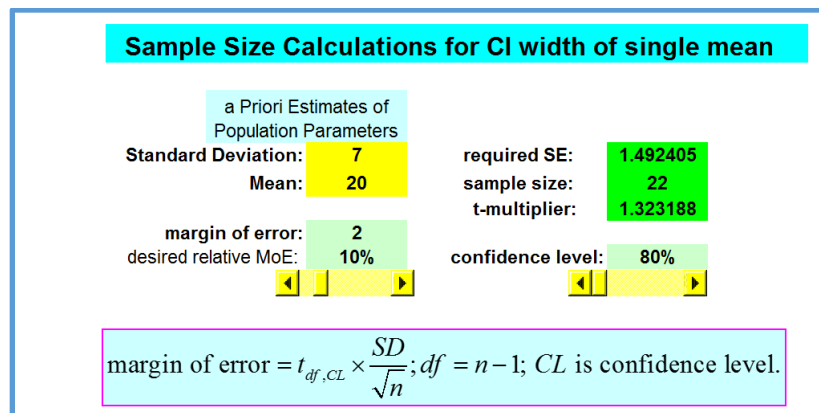 Sample Size Calculations for CI width of single mean
a Priori Estimates of
Population Parameters
Standard Deviation: 7
Mean: 20
required SE: 1.492405
sample size: 22
t-multiplier: 1.323188
margin of error: 2
desired relative MoE: 10%
confidence level: 80%
margin of error = t_{df,CL} × \frac{SD}{\sqrt{n}}; df = n − 1; CL is confidence level.